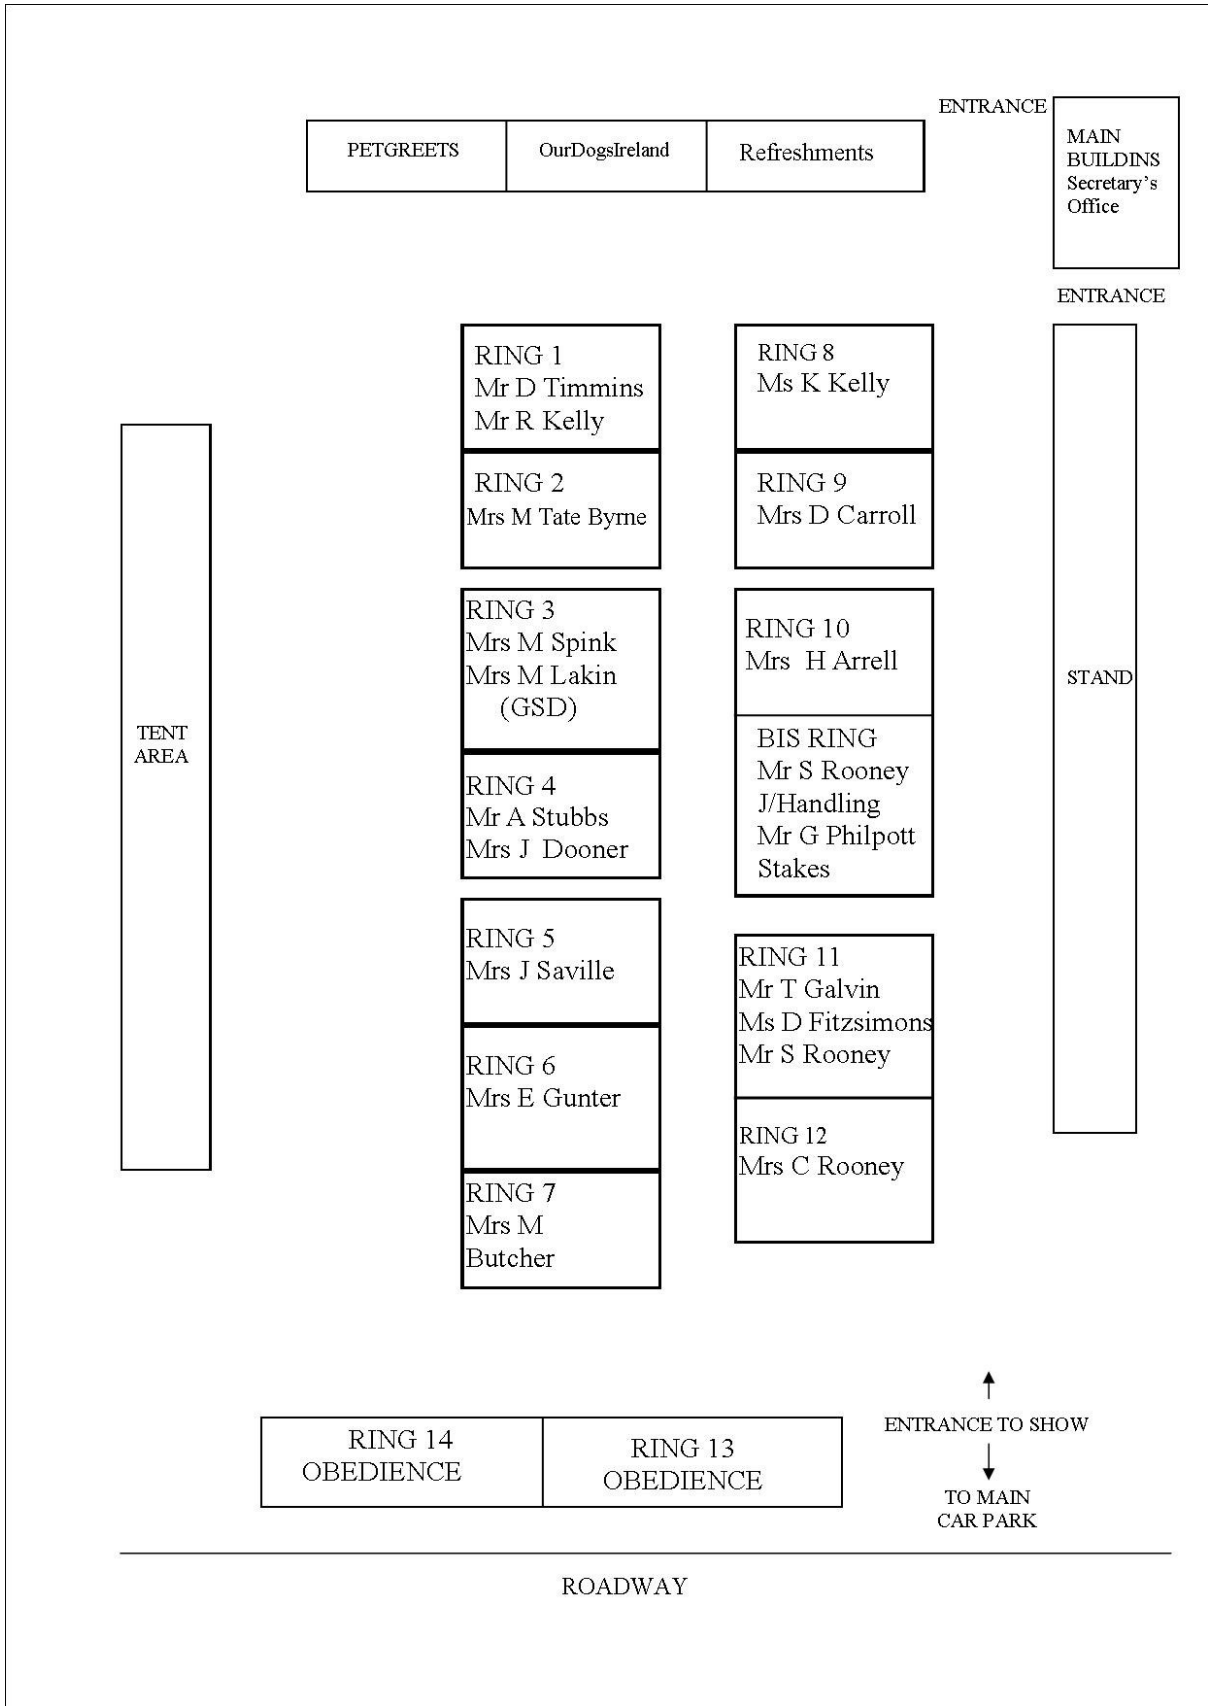 ENTRANCE
PETGREETS
OurDogsIreland
Refreshments
MAIN
BUILDINS
Secretary's
Office
ENTRANCE
RING 1
Mr D Timmins
Mr R Kelly
RING 2
Mrs M Tate Byrne
RING 3
Mrs M Spink
Mrs M Lakin
(GSD)
RING 4
Mr A Stubbs
Mrs J Dooner
RING 5
Mrs J Saville
RING 6
Mrs E Gunter
RING 7
Mrs M
Butcher
RING 8
Ms K Kelly
RING 9
Mrs D Carroll
RING 10
Mrs H Arrell
BIS RING
Mr S Rooney
J/Handling
Mr G Philpott
Stakes
RING 11
Mr T Galvin
Ms D Fitzsimons
Mr S Rooney
RING 12
Mrs C Rooney
TENT
AREA
STAND
RING 14
OBEDIENCE
RING 13
OBEDIENCE
ENTRANCE TO SHOW
TO MAIN
CAR PARK
ROADWAY